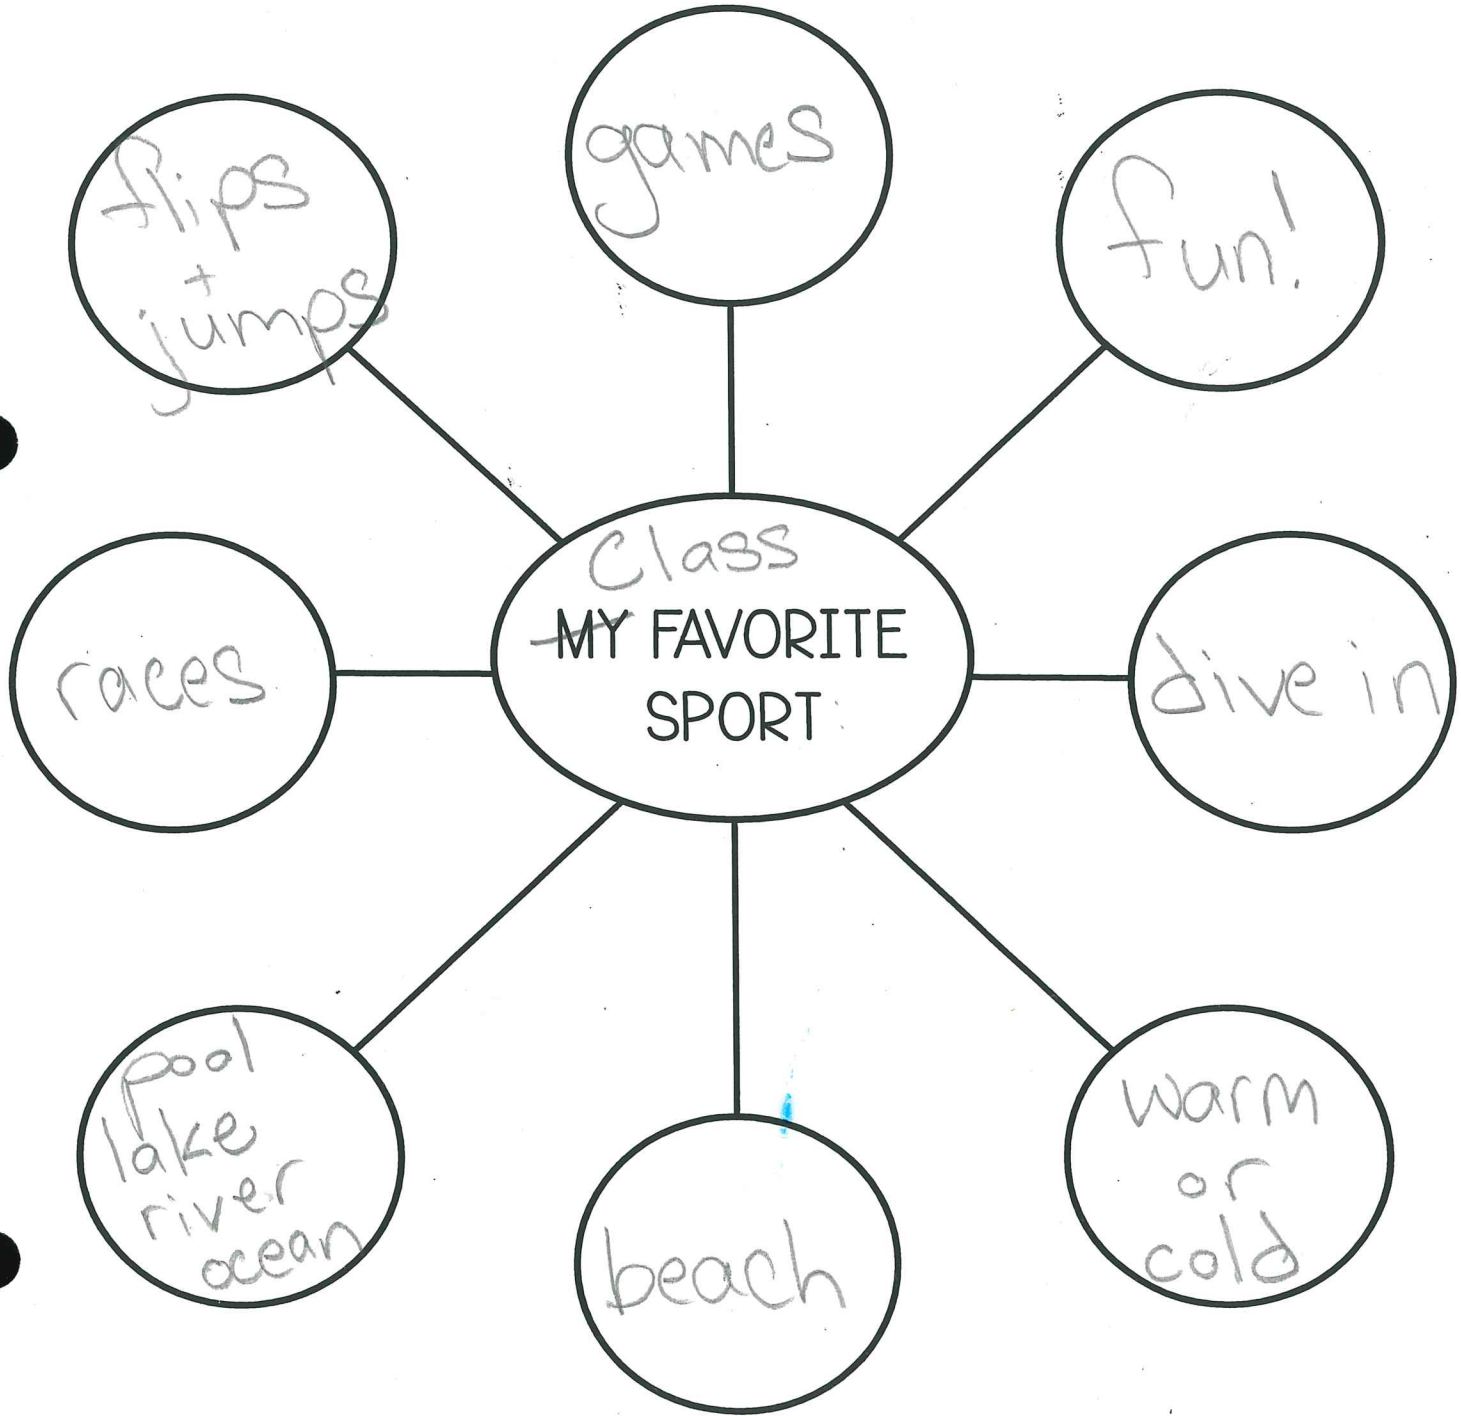 games
flips
+
jumps
fun!
Class
MY FAVORITE
SPORT
races
dive in
pool
lake
river
ocean
beach
warm
or
cold